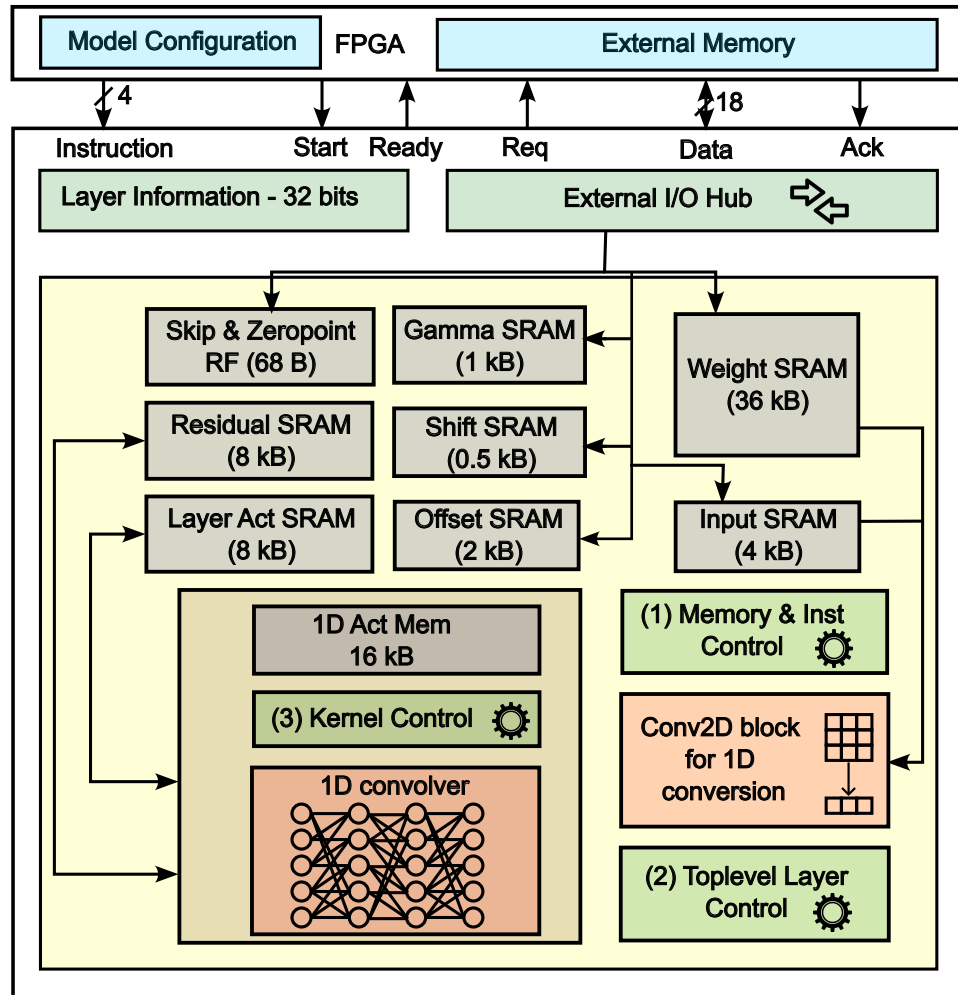 Model Configuration
FPGA
External Memory
4
18
Instruction
Start
Ready
Req
Data
Ack
Layer Information - 32 bits
External I/O Hub
Skip & Zeropoint
RF (68 B)
Gamma SRAM
(1 kB)
Weight SRAM
(36 kB)
Residual SRAM
(8 kB)
Shift SRAM
(0.5 kB)
Layer Act SRAM
(8 kB)
Offset SRAM
(2 kB)
Input SRAM
(4 kB)
1D Act Mem
16 kB
(1) Memory & Inst
Control
(3) Kernel Control
Conv2D block
for 1D
conversion
1D convolver
(2) Toplevel Layer
Control